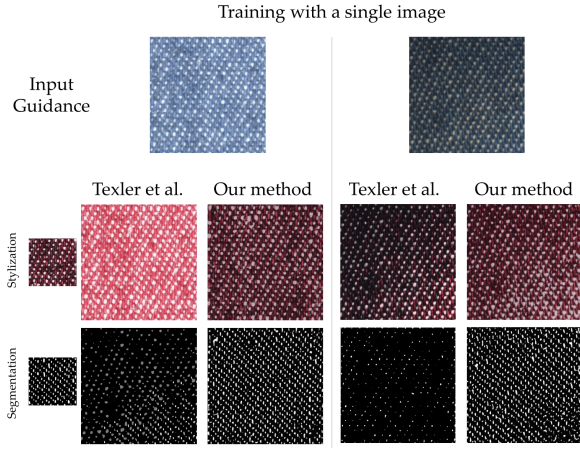 Training with a single image
Input
Guidance
Texler et al.
Our method
Texler et al.
Our method
Stylization
Segmentation